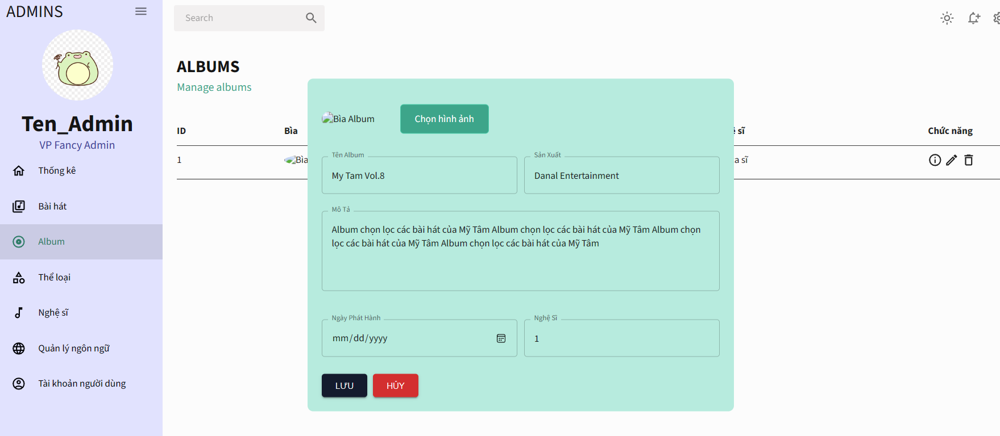 ADMINS
Ten_Admin
VP Fancy Admin
Thống kê
Bài hát
Album
Thể loại
Nghệ sĩ
Quản lý ngôn ngữ
Tài khoản người dùng
Search
ALBUMS
Manage albums
ID
Bìa
sĩ
Chức năng
1
Bìa
a sĩ
Bìa Album
Chọn hình ảnh
Tên Album
My Tam Vol.8
Sản Xuất
Danal Entertainment
Mô Tả
Album chọn lọc các bài hát của Mỹ Tâm Album chọn lọc các bài hát của Mỹ Tâm Album chọn
lọc các bài hát của Mỹ Tâm Album chọn lọc các bài hát của Mỹ Tâm
Ngày Phát Hành
mm/dd/yyyy
Nghệ Sĩ
1
LƯU
HỦY